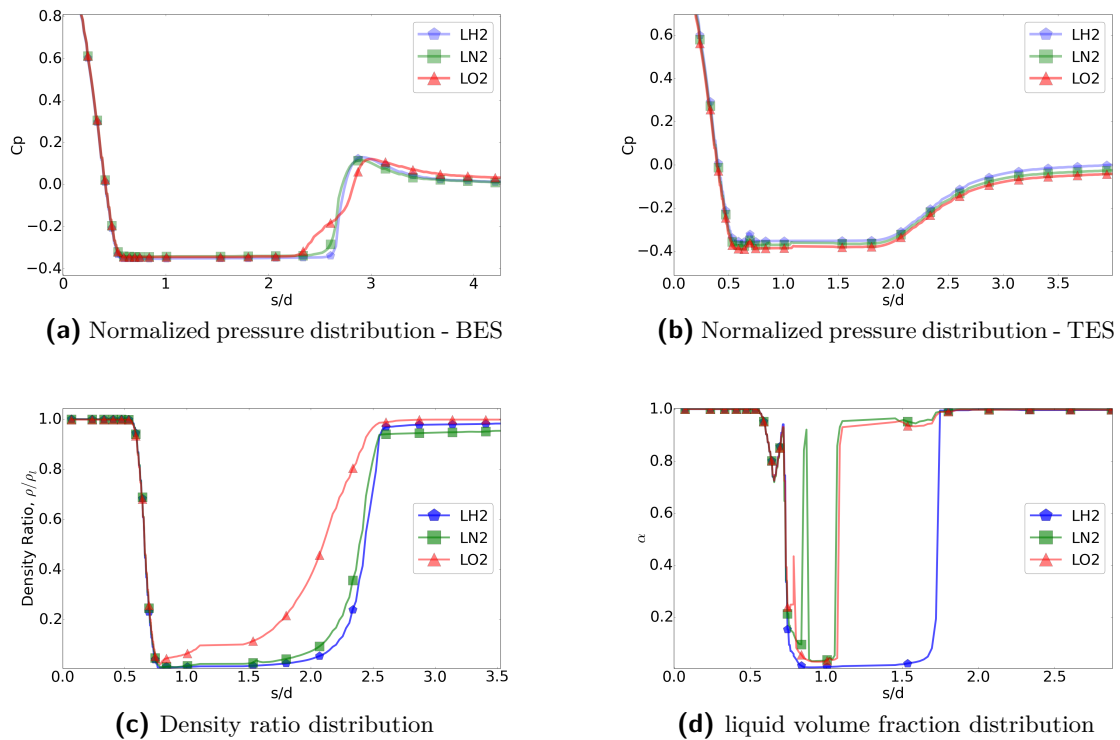 0.8
0.6
0.4
0.2
0.0
−0.2
−0.4
Cp
0
1
2
3
4
s/d
LH2
LN2
LO2
(a) Normalized pressure distribution - BES
0.6
0.4
0.2
0.0
−0.2
−0.4
Cp
0.0
0.5
1.0
1.5
2.0
2.5
3.0
3.5
s/d
LH2
LN2
LO2
(b) Normalized pressure distribution - TES
1.0
0.8
0.6
0.4
0.2
Density Ratio, ρ/ρl
0.0
0.5
1.0
1.5
2.0
2.5
3.0
3.5
s/d
LH2
LN2
LO2
(c) Density ratio distribution
1.0
0.8
0.6
0.4
0.2
α
0.0
0.5
1.0
1.5
2.0
2.5
s/d
LH2
LN2
LO2
(d) liquid volume fraction distribution